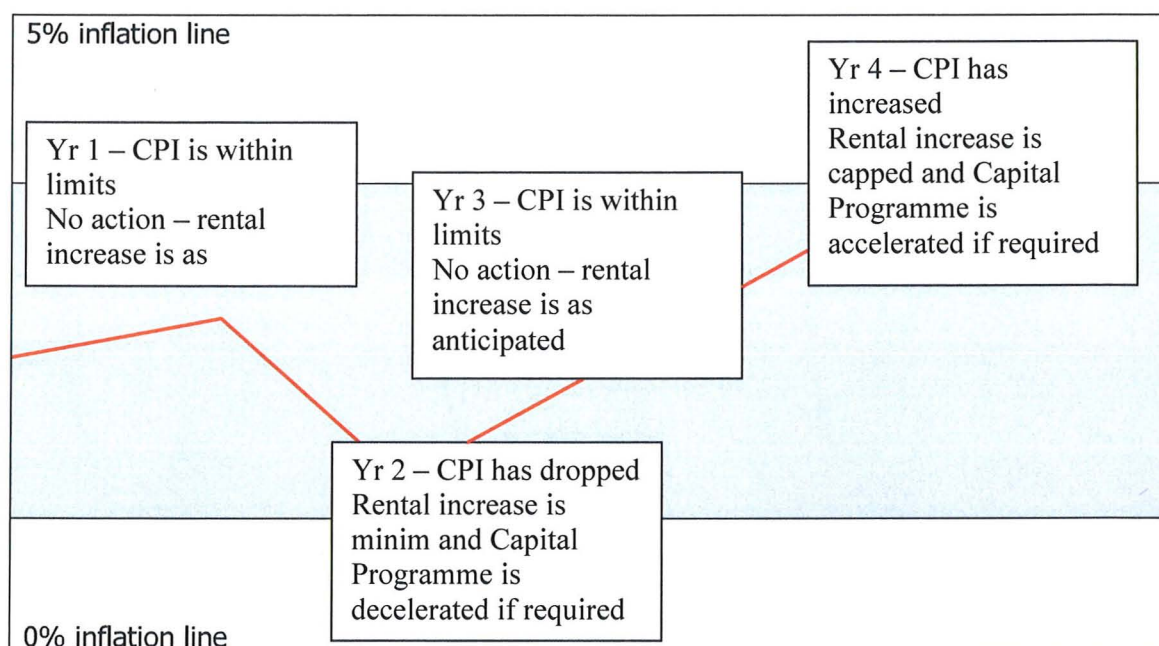 5% inflation line
Yr 1 – CPI is within
limits
No action – rental
increase is as
Yr 2 – CPI has dropped
Rental increase is
minim and Capital
Programme is
decelerated if required
Yr 3 – CPI is within
limits
No action – rental
increase is as
anticipated
Yr 4 – CPI has
increased
Rental increase is
capped and Capital
Programme is
accelerated if required
0% inflation line